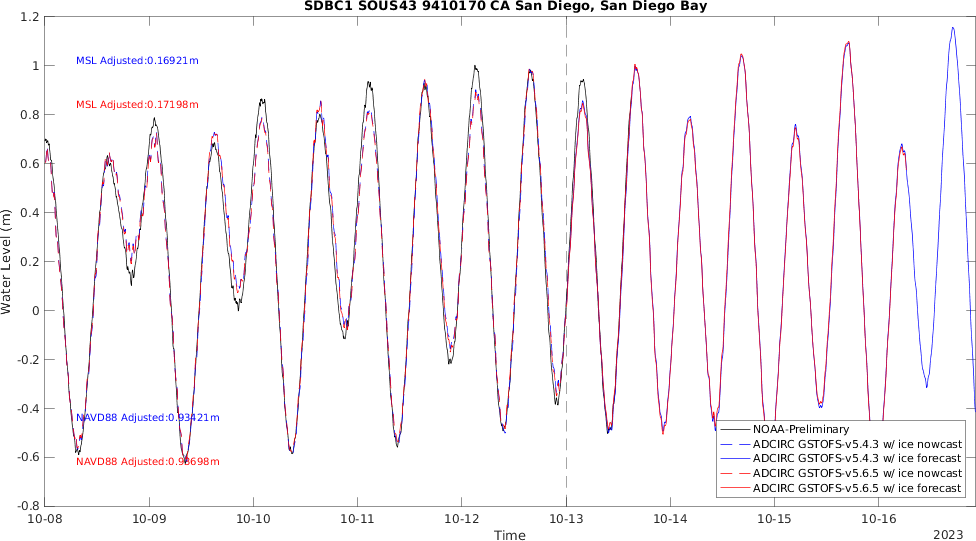 SDBC1 SOUS43 9410170 CA San Diego, San Diego Bay
1.2
1
0.8
0.6
0.4
0.2
0
-0.2
-0.4
-0.6
-0.8
Water Level (m)
MSL Adjusted:0.16921m
MSL Adjusted:0.17198m
NAVD88 Adjusted:0.93421m
NAVD88 Adjusted:0.93698m
NOAA-Preliminary
ADCIRC GSTOFS-v5.4.3 w/ ice nowcast
ADCIRC GSTOFS-v5.4.3 w/ ice forecast
ADCIRC GSTOFS-v5.6.5 w/ ice nowcast
ADCIRC GSTOFS-v5.6.5 w/ ice forecast
10-08 10-09 10-10 10-11 10-12 10-13 10-14 10-15 10-16
Time
2023